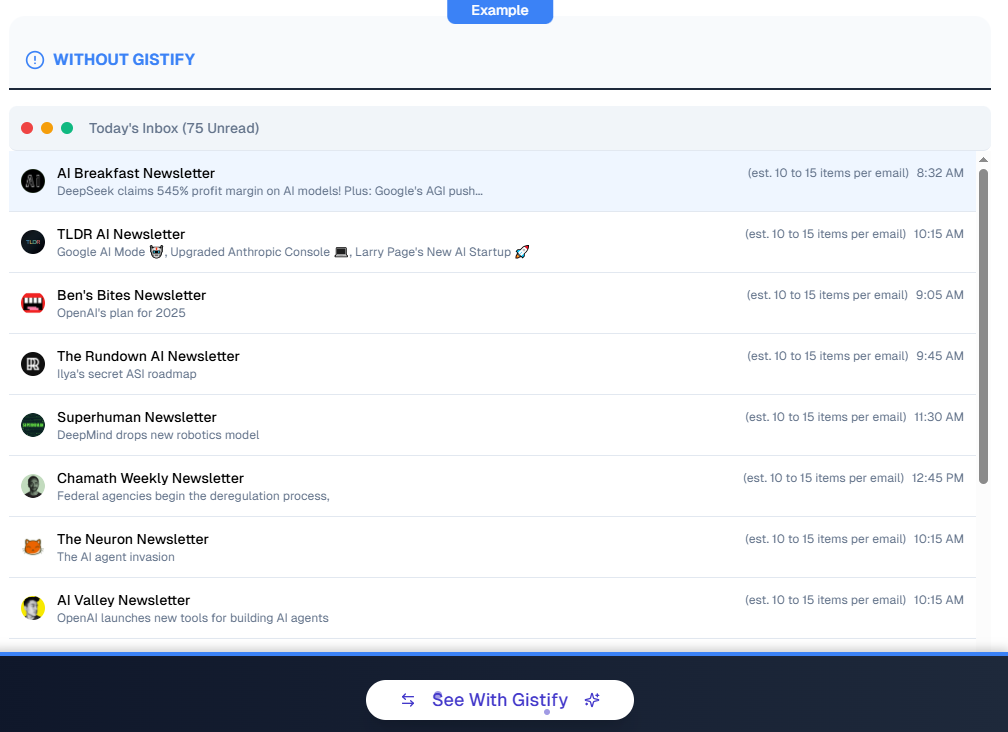 Example
WITHOUT GISTIFY
Today's Inbox (75 Unread)
AI Breakfast Newsletter (est. 10 to 15 items per email) 8:32 AM
DeepSeek claims 545% profit margin on AI models! Plus: Google's AGI push...
TLDR AI Newsletter (est. 10 to 15 items per email) 10:15 AM
TLDR
Google AI Mode 👹, Upgraded Anthropic Console 💻, Larry Page's New AI Startup 🚀
Ben's Bites Newsletter (est. 10 to 15 items per email) 9:05 AM
OpenAI's plan for 2025
The Rundown AI Newsletter (est. 10 to 15 items per email) 9:45 AM
Ilya's secret ASI roadmap
Superhuman Newsletter (est. 10 to 15 items per email) 11:30 AM
DeepMind drops new robotics model
Chamath Weekly Newsletter (est. 10 to 15 items per email) 12:45 PM
Federal agencies begin the deregulation process,
The Neuron Newsletter (est. 10 to 15 items per email) 10:15 AM
The AI agent invasion
AI Valley Newsletter (est. 10 to 15 items per email) 10:15 AM
OpenAI launches new tools for building AI agents
See With Gistify